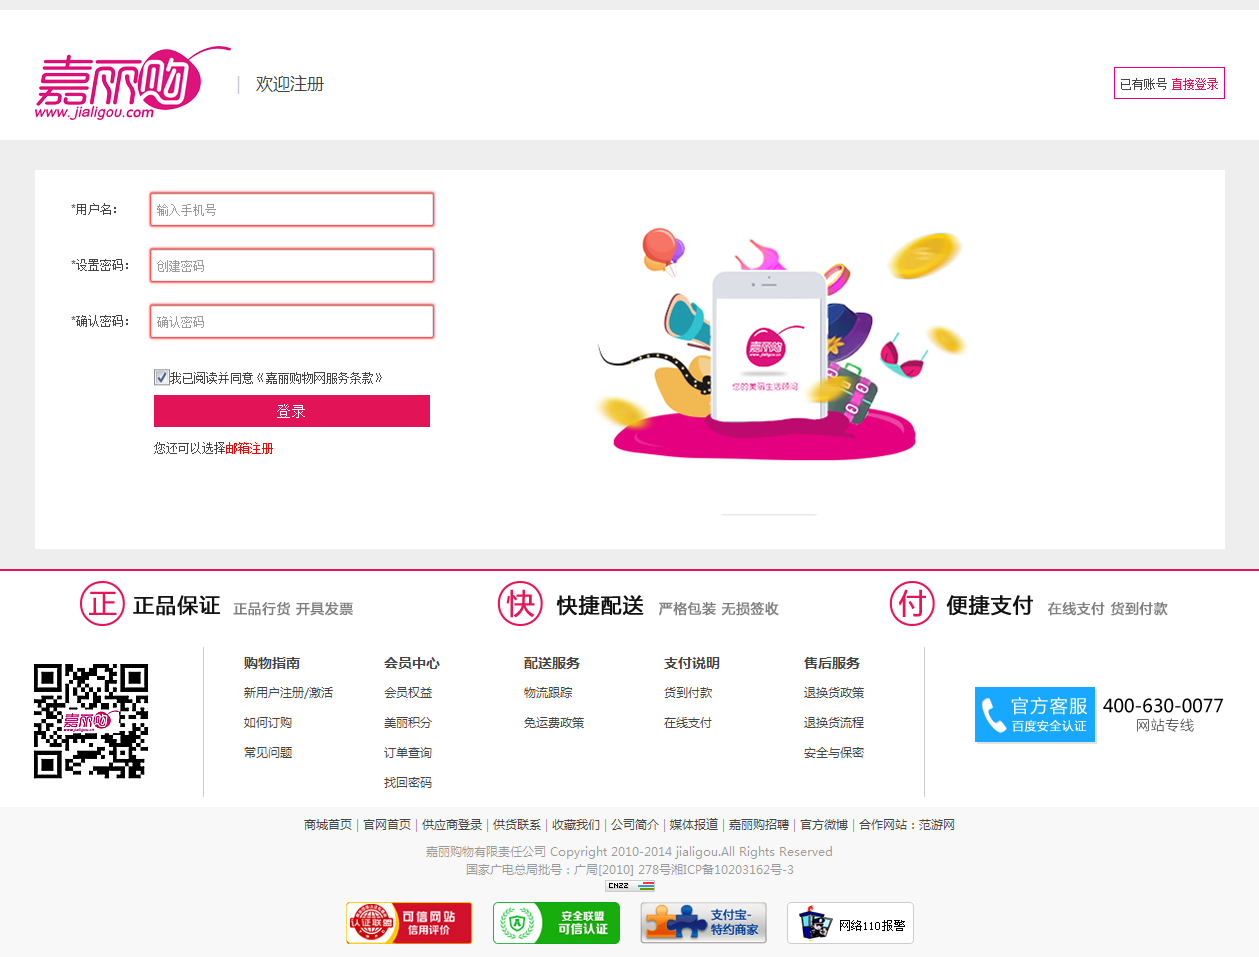 嘉丽购
www.jialigou.com
| 欢迎注册
已有账号 直接登录
*用户名：
输入手机号
*设置密码：
创建密码
*确认密码：
确认密码
我已阅读并同意《嘉丽购物网服务条款》
登录
您还可以选择邮箱注册
嘉丽购
www.jialigou.cn
您的美丽生活顾问
正 正品保证 正品行货 开具发票
快 快捷配送 严格包装 无损签收
付 便捷支付 在线支付 货到付款
嘉丽购
购物指南
新用户注册/激活
如何订购
常见问题
会员中心
会员权益
美丽积分
订单查询
找回密码
配送服务
物流跟踪
免运费政策
支付说明
货到付款
在线支付
售后服务
退换货政策
退换货流程
安全与保密
官方客服
百度安全认证
400-630-0077
网站专线
商城首页 | 官网首页 | 供应商登录 | 供货联系 | 收藏我们 | 公司简介 | 媒体报道 | 嘉丽购招聘 | 官方微博 | 合作网站：范游网
嘉丽购物有限责任公司 Copyright 2010-2014 jialigou.All Rights Reserved
国家广电总局批号：广局[2010] 278号湘ICP备10203162号-3
CNZZ
认证联盟
可信网站
信用评价
安全联盟
可信认证
支付宝-
特约商家
网络110报警